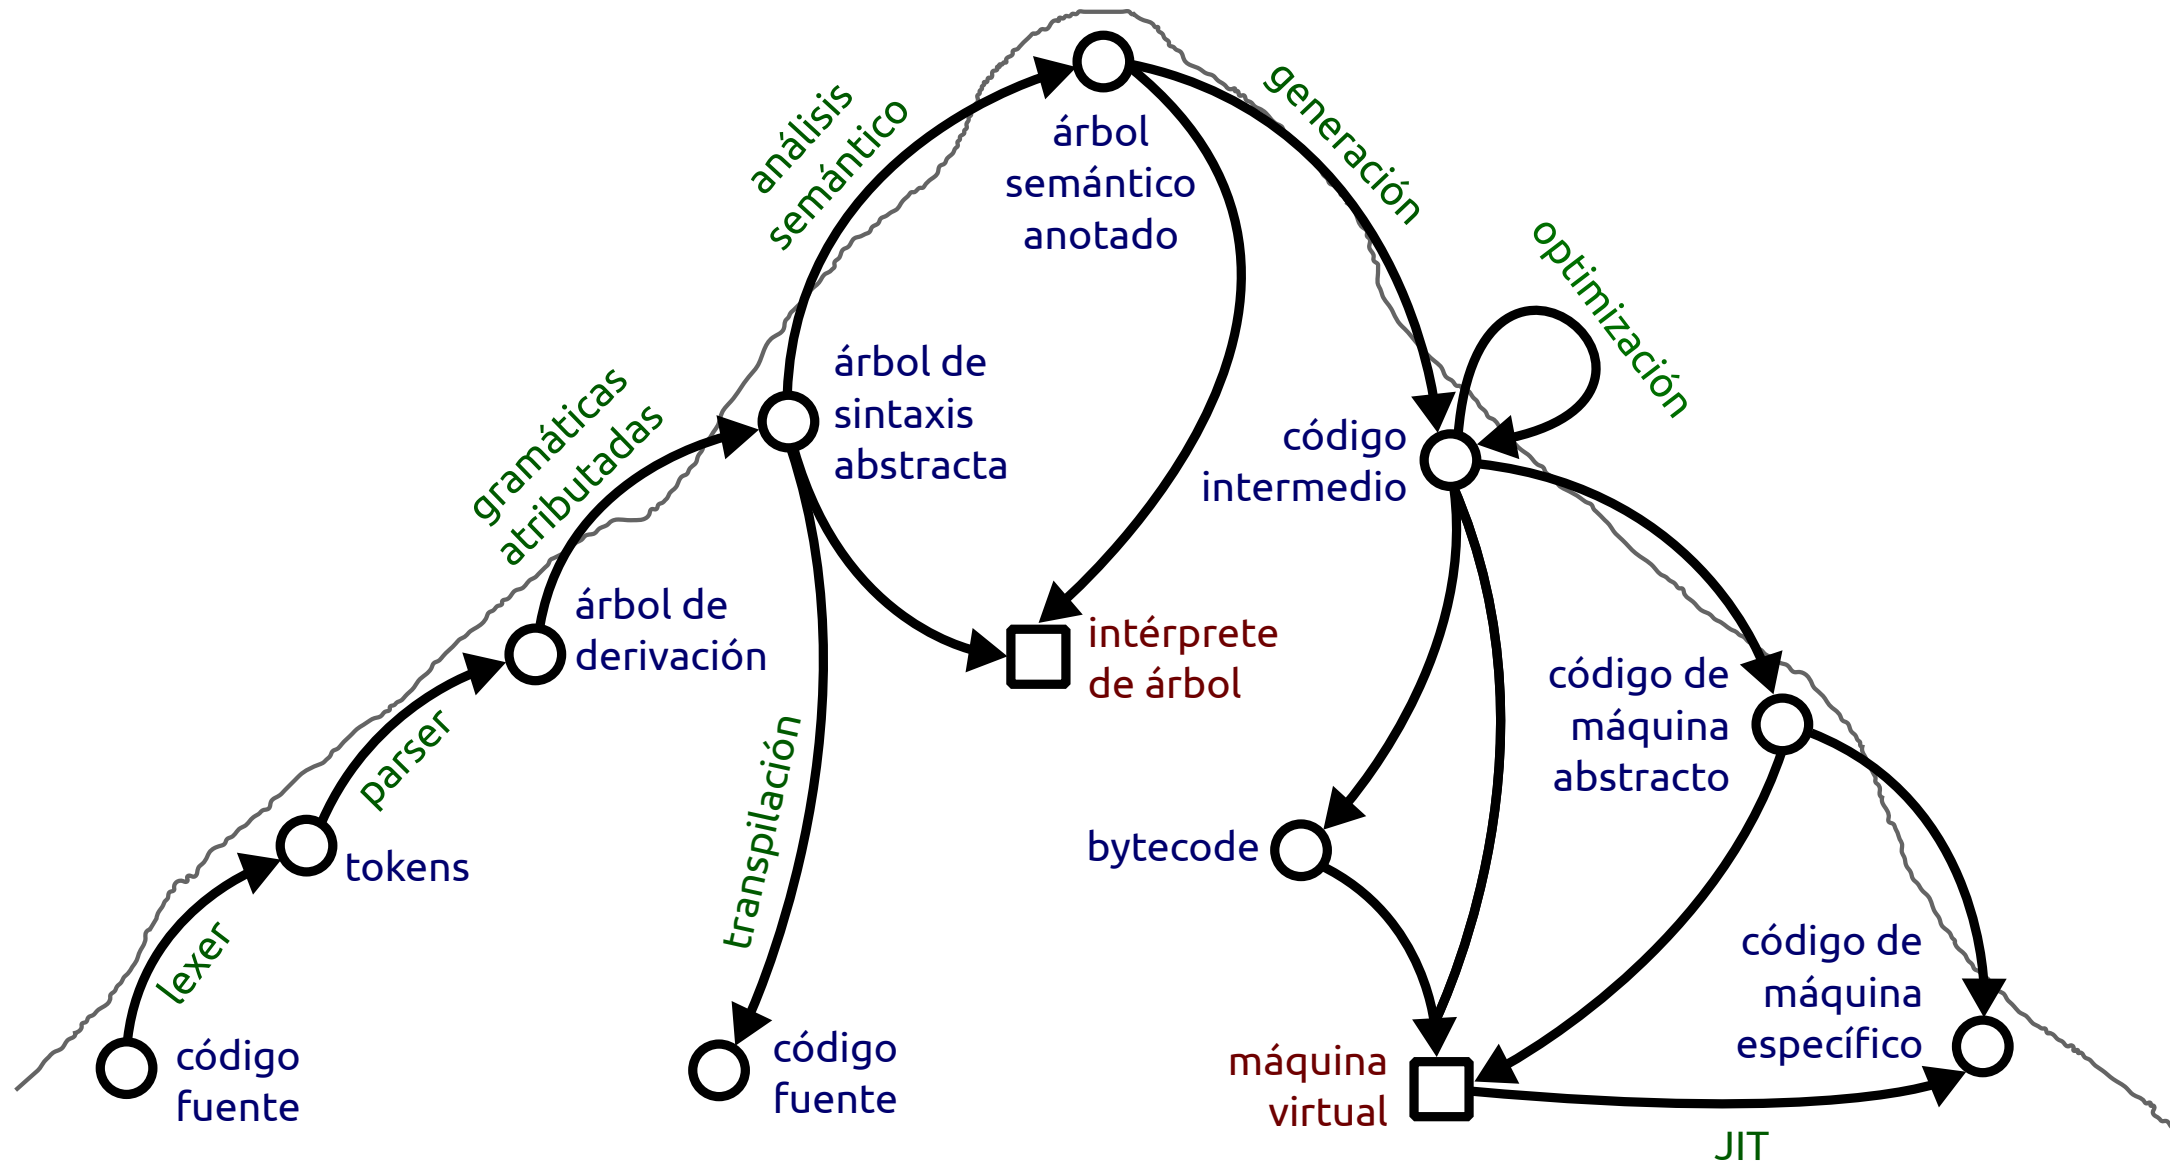 análisis
semántico
generación
árbol
semántico
anotado
optimización
gramáticas
atributadas
árbol de
sintaxis
abstracta
código
intermedio
árbol de
derivación
intérprete
de árbol
código de
máquina
abstracto
parser
transpilación
tokens
bytecode
lexer
código de
máquina
específico
código
fuente
código
fuente
máquina
virtual
JIT